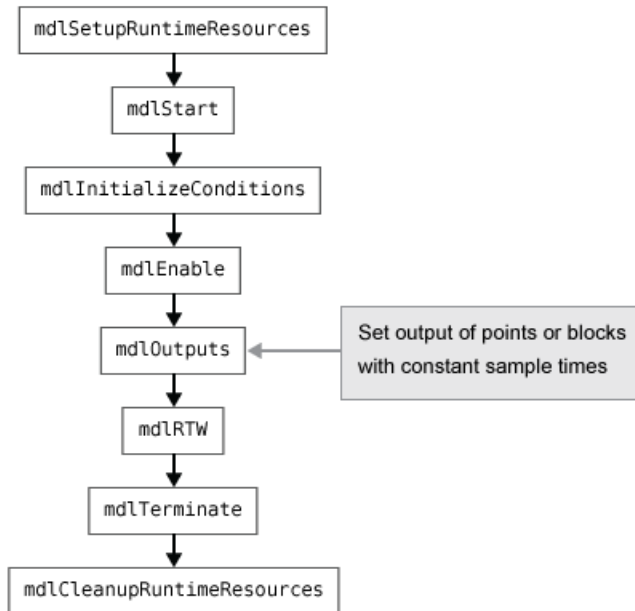 mdlSetupRuntimeResources
mdlStart
mdlInitializeConditions
mdlEnable
mdlOutputs
Set output of points or blocks
with constant sample times
mdlRTW
mdlTerminate
mdlCleanupRuntimeResources